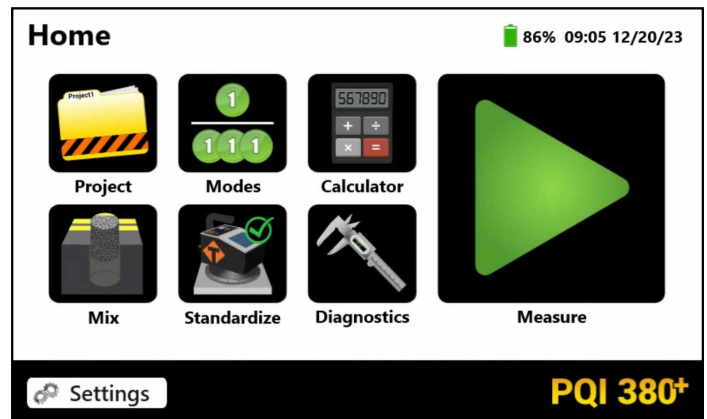 Home
86% 09:05 12/20/23
Project1
1
1 1 1
567890
+ ÷
× =
Project
Modes
Calculator
Mix
Standardize
Diagnostics
Measure
Settings
PQI 380+